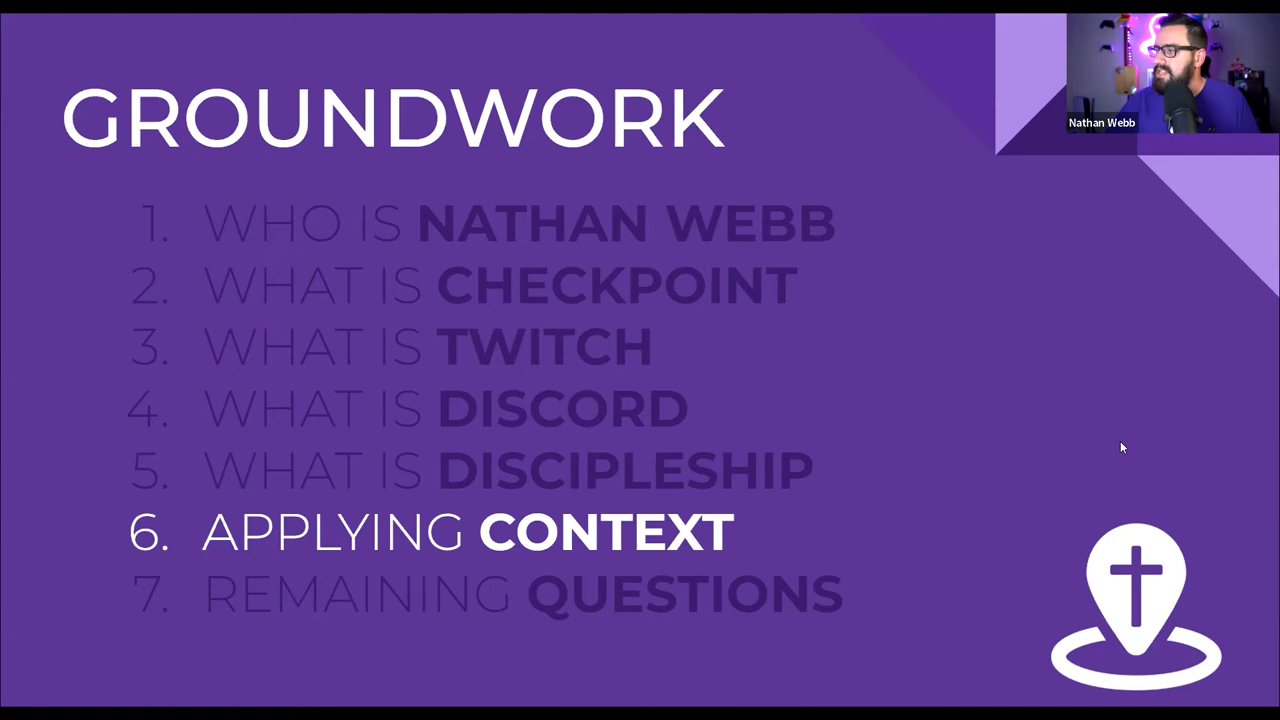 GROUNDWORK
1. WHO IS NATHAN WEBB
2. WHAT IS CHECKPOINT
3. WHAT IS TWITCH
4. WHAT IS DISCORD
5. WHAT IS DISCIPLESHIP
6. APPLYING CONTEXT
7. REMAINING QUESTIONS
Nathan Webb